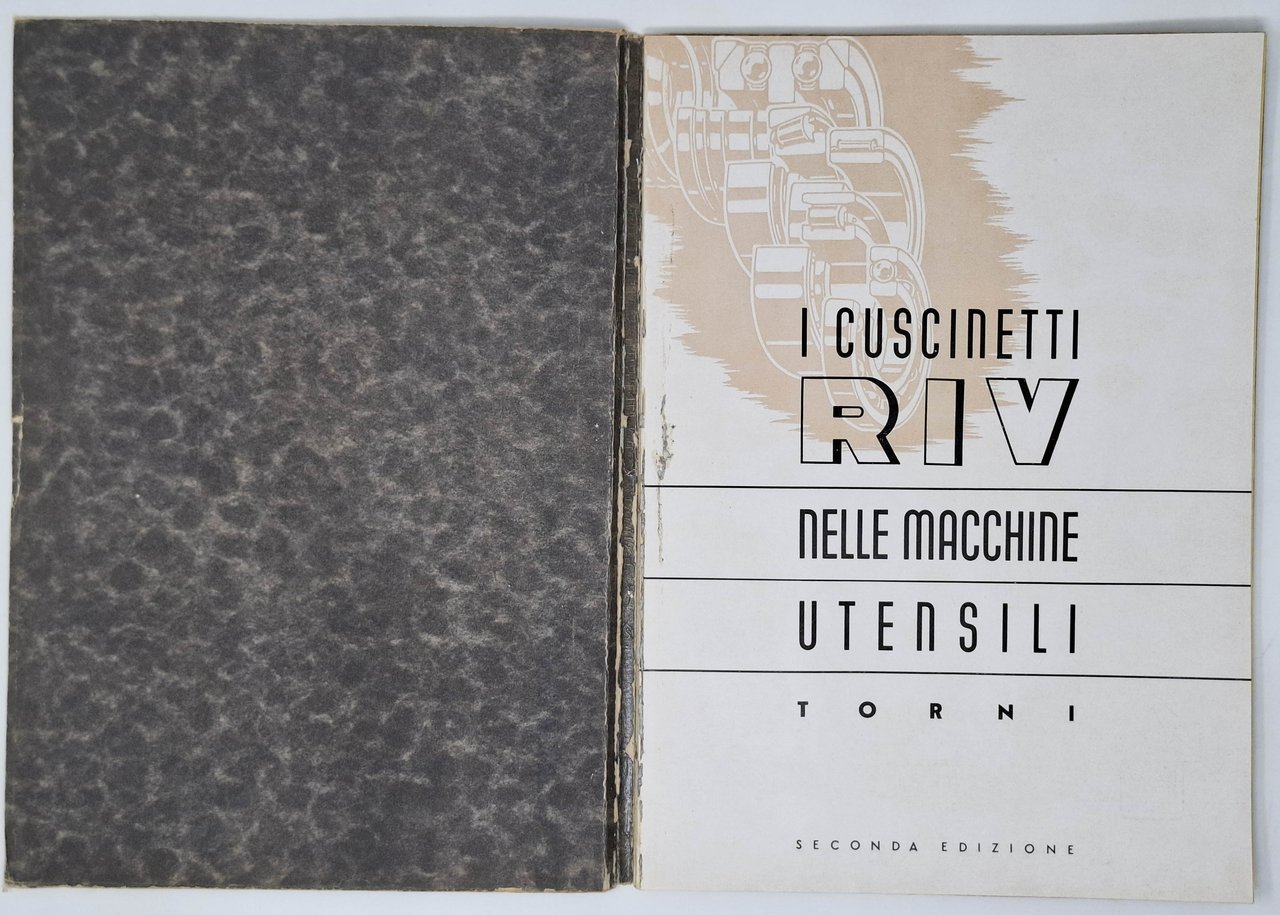 I CUSCINETTI
RIV
NELLE MACCHINE
UTENSILI
TORNI
SECONDA EDIZIONE